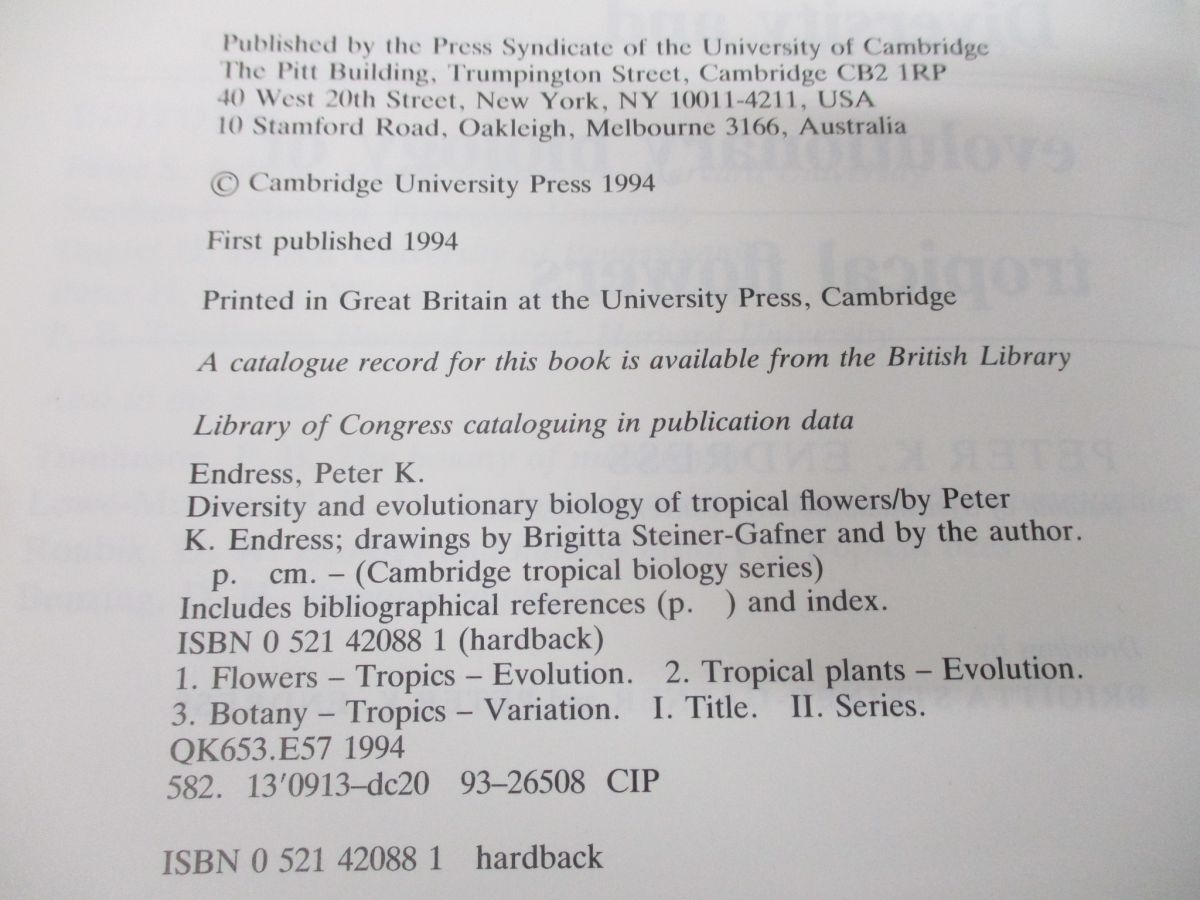 Published by the Press Syndicate of the University of Cambridge
The Pitt Building, Trumpington Street, Cambridge CB2 1RP
40 West 20th Street, New York, NY 10011-4211, USA
10 Stamford Road, Oakleigh, Melbourne 3166, Australia
© Cambridge University Press 1994
First published 1994
Printed in Great Britain at the University Press, Cambridge
A catalogue record for this book is available from the British Library
Library of Congress cataloguing in publication data
Endress, Peter K.
Diversity and evolutionary biology of tropical flowers/by Peter
K. Endress; drawings by Brigitta Steiner-Gafner and by the author.
p. cm. – (Cambridge tropical biology series)
Includes bibliographical references (p. ) and index.
ISBN 0 521 42088 1 (hardback)
1. Flowers – Tropics – Evolution. 2. Tropical plants – Evolution.
3. Botany – Tropics – Variation. I. Title. II. Series.
QK653.E57 1994
582. 13′0913–dc20 93–26508 CIP
ISBN 0 521 42088 1 hardback